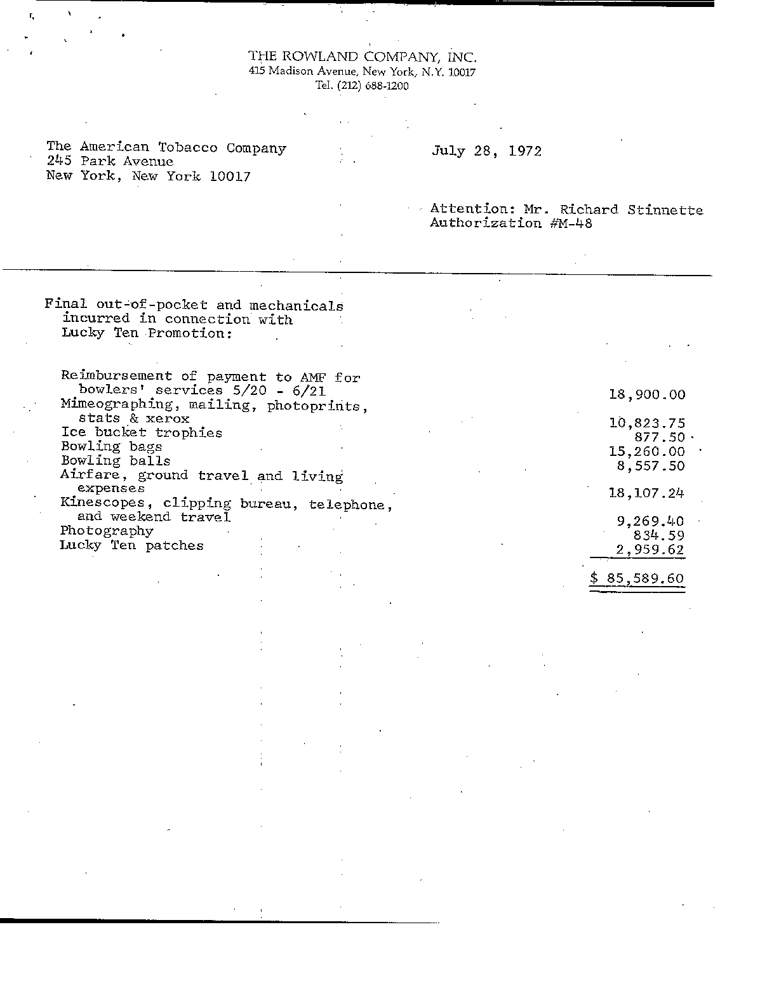 THE ROWLAND COMPANY, INC.
415 Madison Avenue, New York, N.Y. 10017
Tel. (212) 688-1200
The American Tobacco Company
245 Park Avenue
New York, New York 10017
July 28, 1972
Attention: Mr. Richard Stinnette
Authorization #M-48
Final out-of-pocket and mechanicals
incurred in connection with
Lucky Ten Promotion:
Reimbursement of payment to AMF for
bowlers' services 5/20 - 6/21 18,900.00
Mimeographing, mailing, photoprints,
stats & xerox 10,823.75
Ice bucket trophies 877.50
Bowling bags 15,260.00
Bowling balls 8,557.50
Airfare, ground travel and living
expenses 18,107.24
Kinescopes, clipping bureau, telephone,
and weekend travel 9,269.40
Photography 834.59
Lucky Ten patches 2,959.62
$ 85,589.60